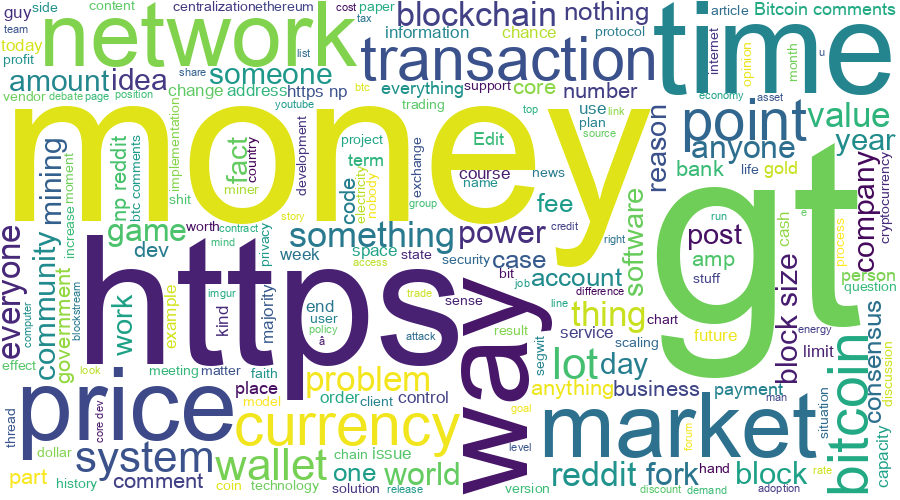 guy
side
content
centralizationethereum
cost
paper
tax
team
network
blockchain
nothing
article
Bitcoin comments
today
list
information
chance
protocol
time
profit
share
someone
transaction
internet
opinion
month
u
amount
idea
change
address
https np
everything
support
core
number
vendor
debate
page
position
youtube
btc
trading
top
link
use
plan
source
economy
asset
money
fact
country
term
project
exchange
Edit
point
value
anyone
year
reason
bank
life
gold
mining
increase
moment
np reddit
btc comments
implementation
shit
miner
development
code
electricity
nobody
course
name
news
group
gt
company
cryptocurrency
community
government
game
dev
worth
contract
story
mind
privacy
something
credit
right
fee
software
post
run
e
cash
process
everyone
week
space
state
security
power
case
access
account
amp
stuff
person
question
https
way
bit
job
difference
line
thing
chart
future
block size
computer
blockstream
work
example
imgur
kind
majority
end
user
policy
â
attack
trade
sense
segwit
result
service
scaling
limit
energy
consensus
effect
look
meeting
matter
faith
lot
day
discussion
price
place
model
problem
order
client
control
anything
business
payment
man
bitcoin
thread
core dev
currency
goal
market
forum
situation
capacity
dollar
system
wallet
chain
issue
level
hand
part
comment
one
world
reddit
fork
block
history
coin
technology
solution
release
version
discount
demand
adoption
rate